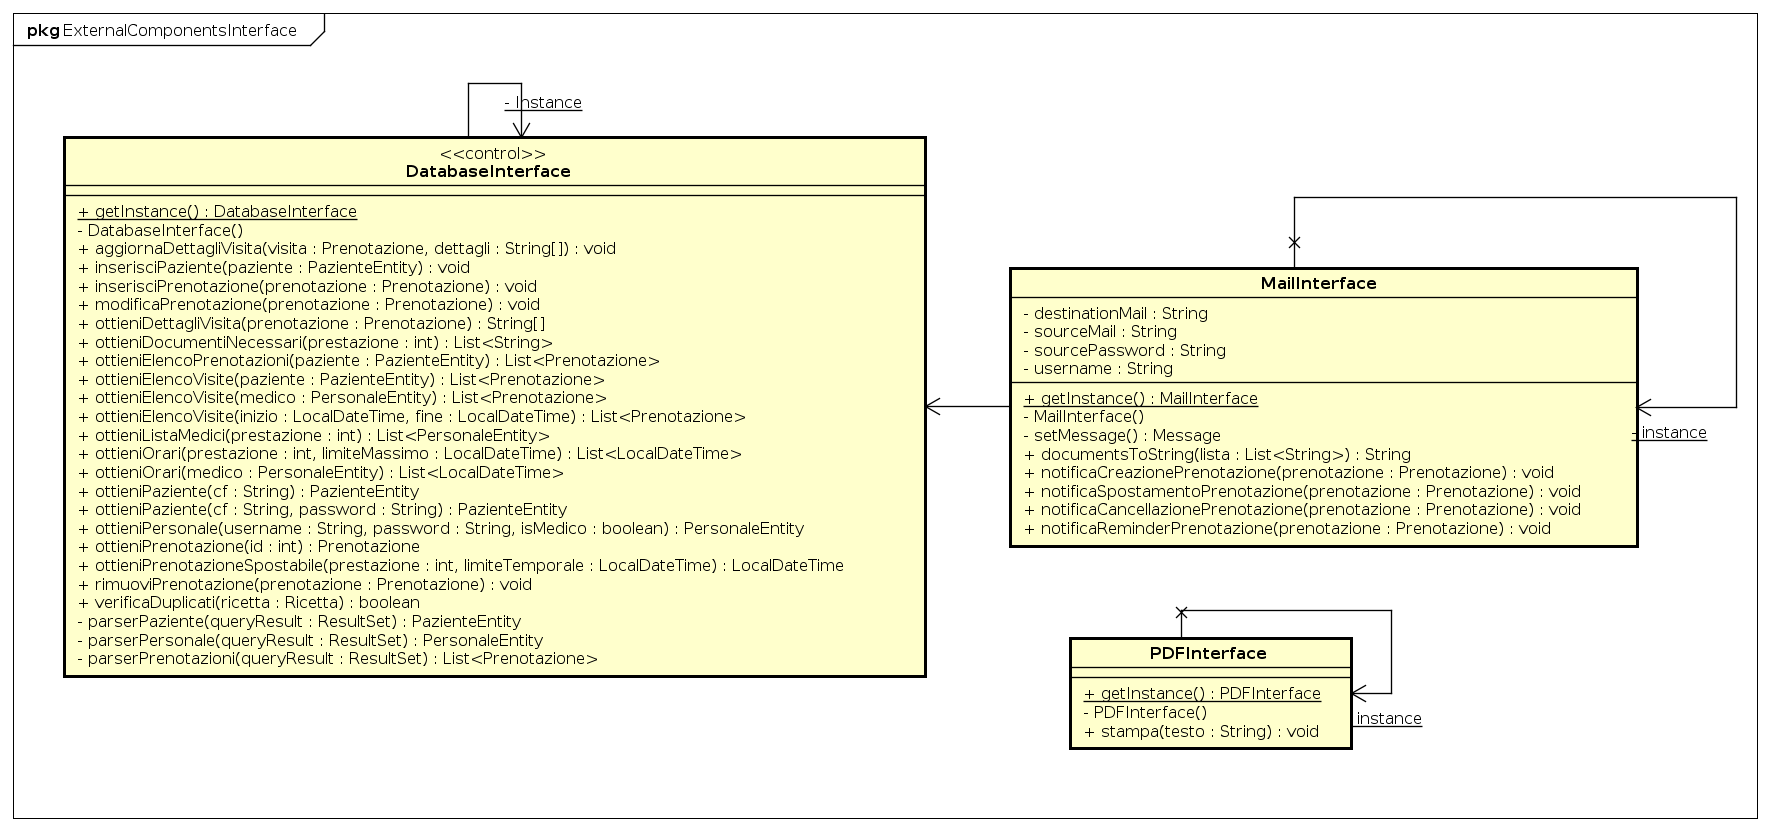 pkg ExternalComponentsInterface
- Instance
<<control>>
DatabaseInterface
+ getInstance() : DatabaseInterface
- DatabaseInterface()
+ aggiornaDettagliVisita(visita : Prenotazione, dettagli : String[]) : void
+ inserisciPaziente(paziente : PazienteEntity) : void
+ inserisciPrenotazione(prenotazione : Prenotazione) : void
+ modificaPrenotazione(prenotazione : Prenotazione) : void
+ ottieniDettagliVisita(prenotazione : Prenotazione) : String[]
+ ottieniDocumentiNecessari(prestazione : int) : List<String>
+ ottieniElencoPrenotazioni(paziente : PazienteEntity) : List<Prenotazione>
+ ottieniElencoVisite(paziente : PazienteEntity) : List<Prenotazione>
+ ottieniElencoVisite(medico : PersonaleEntity) : List<Prenotazione>
+ ottieniElencoVisite(inizio : LocalDateTime, fine : LocalDateTime) : List<Prenotazione>
+ ottieniListaMedici(prestazione : int) : List<PersonaleEntity>
+ ottieniOrari(prestazione : int, limiteMassimo : LocalDateTime) : List<LocalDateTime>
+ ottieniOrari(medico : PersonaleEntity) : List<LocalDateTime>
+ ottieniPaziente(cf : String) : PazienteEntity
+ ottieniPaziente(cf : String, password : String) : PazienteEntity
+ ottieniPersonale(username : String, password : String, isMedico : boolean) : PersonaleEntity
+ ottieniPrenotazione(id : int) : Prenotazione
+ ottieniPrenotazioneSpostabile(prestazione : int, limiteTemporale : LocalDateTime) : LocalDateTime
+ rimuoviPrenotazione(prenotazione : Prenotazione) : void
+ verificaDuplicati(ricetta : Ricetta) : boolean
- parserPaziente(queryResult : ResultSet) : PazienteEntity
- parserPersonale(queryResult : ResultSet) : PersonaleEntity
- parserPrenotazioni(queryResult : ResultSet) : List<Prenotazione>
MailInterface
- destinationMail : String
- sourceMail : String
- sourcePassword : String
- username : String
+ getInstance() : MailInterface
- MailInterface()
- setMessage() : Message
+ documentsToString(lista : List<String>) : String
+ notificaCreazionePrenotazione(prenotazione : Prenotazione) : void
+ notificaSpostamentoPrenotazione(prenotazione : Prenotazione) : void
+ notificaCancellazionePrenotazione(prenotazione : Prenotazione) : void
+ notificaReminderPrenotazione(prenotazione : Prenotazione) : void
- instance
PDFInterface
+ getInstance() : PDFInterface
- PDFInterface()
+ stampa(testo : String) : void
instance